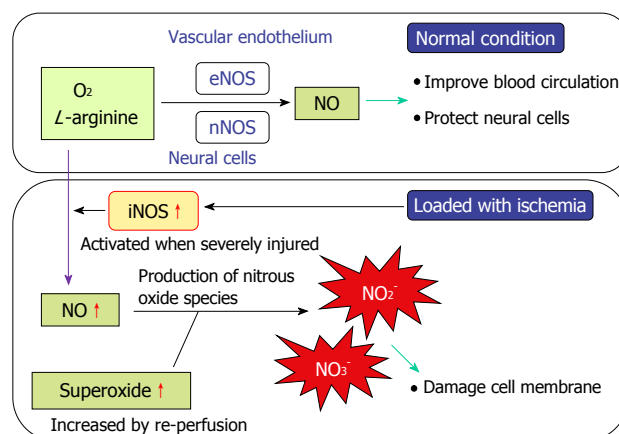 Vascular endothelium
Normal condition
O2
L-arginine
eNOS
nNOS
Neural cells
NO
• Improve blood circulation
• Protect neural cells
iNOS ↑
Loaded with ischemia
Activated when severely injured
Production of nitrous
oxide species
NO ↑
NO2-
NO3-
Superoxide ↑
• Damage cell membrane
Increased by re-perfusion